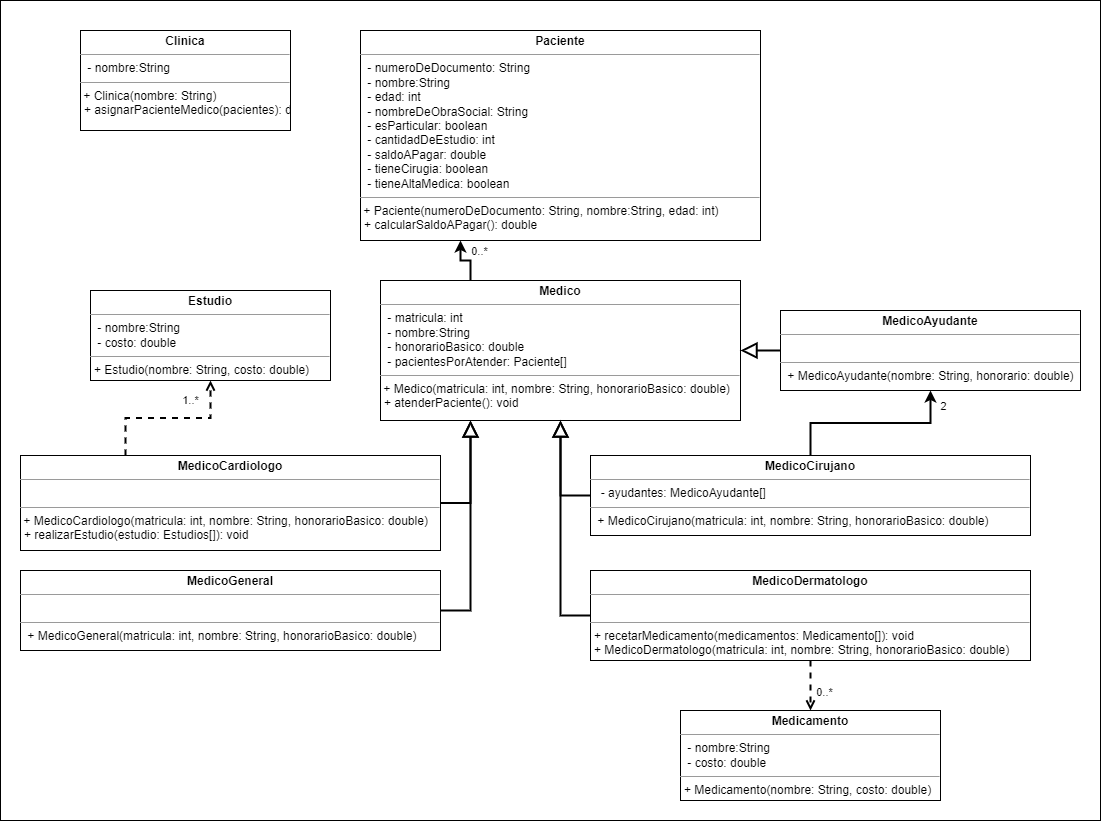 Clinica
- nombre:String
+ Clinica(nombre: String)
+ asignarPacienteMedico(pacientes): d
Paciente
- numeroDeDocumento: String
- nombre:String
- edad: int
- nombreDeObraSocial: String
- esParticular: boolean
- cantidadDeEstudio: int
- saldoAPagar: double
- tieneCirugia: boolean
- tieneAltaMedica: boolean
+ Paciente(numeroDeDocumento: String, nombre:String, edad: int)
+ calcularSaldoAPagar(): double
0..*
Estudio
- nombre:String
- costo: double
+ Estudio(nombre: String, costo: double)
1..*
Medico
- matricula: int
- nombre:String
- honorarioBasico: double
- pacientesPorAtender: Paciente[]
+ Medico(matricula: int, nombre: String, honorarioBasico: double)
+ atenderPaciente(): void
MedicoAyudante
+ MedicoAyudante(nombre: String, honorario: double)
2
MedicoCardiologo
+ MedicoCardiologo(matricula: int, nombre: String, honorarioBasico: double)
+ realizarEstudio(estudio: Estudios[]): void
MedicoCirujano
- ayudantes: MedicoAyudante[]
+ MedicoCirujano(matricula: int, nombre: String, honorarioBasico: double)
MedicoGeneral
+ MedicoGeneral(matricula: int, nombre: String, honorarioBasico: double)
MedicoDermatologo
+ recetarMedicamento(medicamentos: Medicamento[]): void
+ MedicoDermatologo(matricula: int, nombre: String, honorarioBasico: double)
0..*
Medicamento
- nombre:String
- costo: double
+ Medicamento(nombre: String, costo: double)